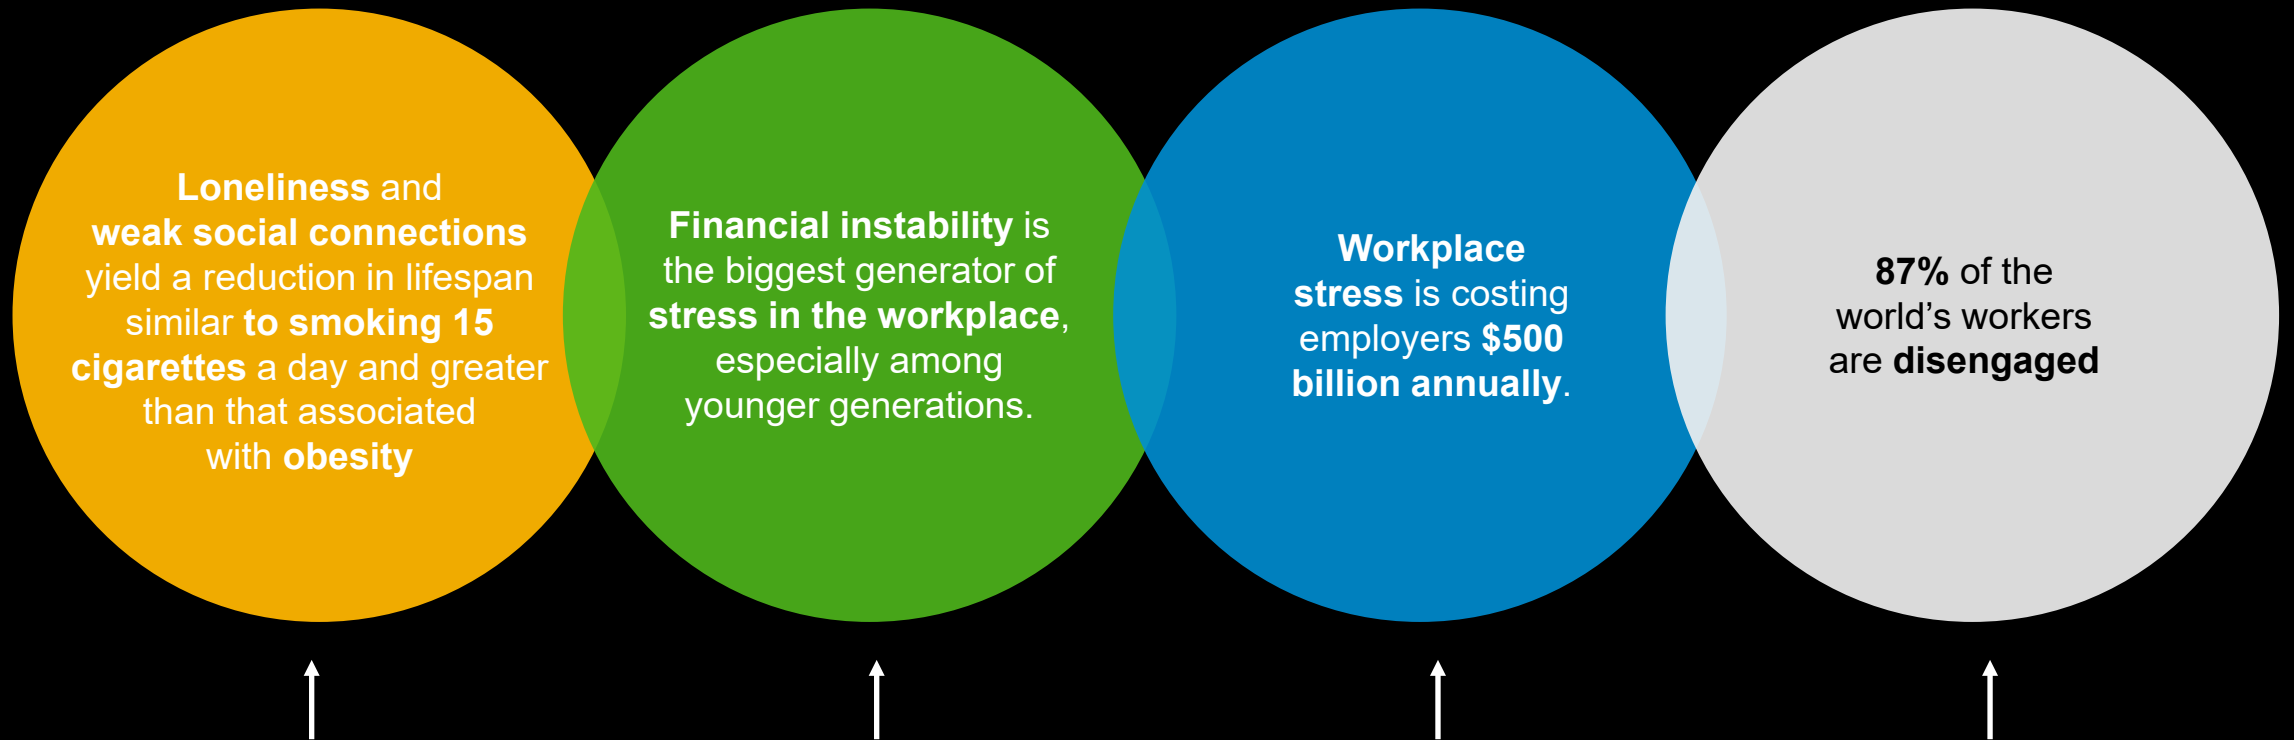 Loneliness and
weak social connections
yield a reduction in lifespan
similar to smoking 15
cigarettes a day and greater
than that associated
with obesity
Financial instability is
the biggest generator of
stress in the workplace,
especially among
younger generations.
Workplace
stress is costing
employers $500
billion annually.
87% of the
world’s workers
are disengaged